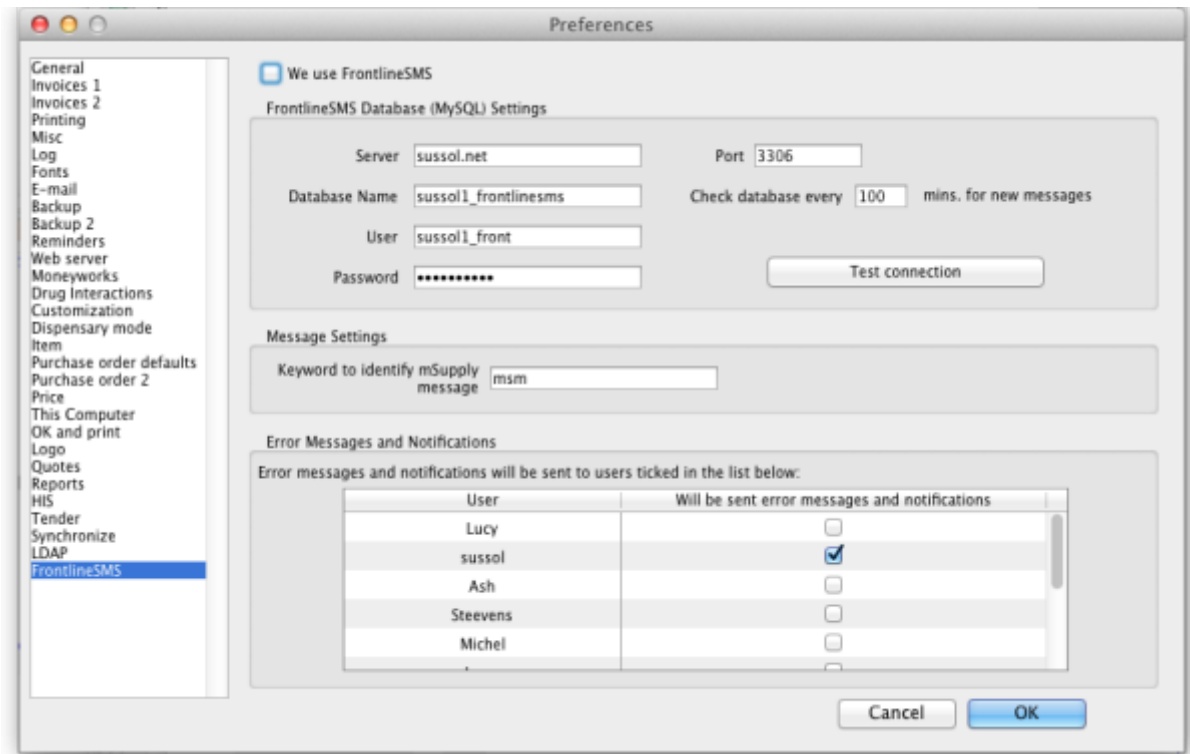 Preferences
General
Invoices 1
Invoices 2
Printing
Misc
Log
Fonts
E-mail
Backup
Backup 2
Reminders
Web server
Moneyworks
Drug Interactions
Customization
Dispensary mode
Item
Purchase order defaults
Purchase order 2
Price
This Computer
OK and print
Logo
Quotes
Reports
HIS
Tender
Synchronize
LDAP
FrontlineSMS
We use FrontlineSMS
FrontlineSMS Database (MySQL) Settings
Server sussol.net Port 3306
Database Name sussol1_frontlinesms Check database every 100 mins. for new messages
User sussol1_front
Password •••••••••• Test connection
Message Settings
Keyword to identify mSupply
message msm
Error Messages and Notifications
Error messages and notifications will be sent to users ticked in the list below:
User Will be sent error messages and notifications
Lucy
sussol
Ash
Steevens
Michel
Cancel OK